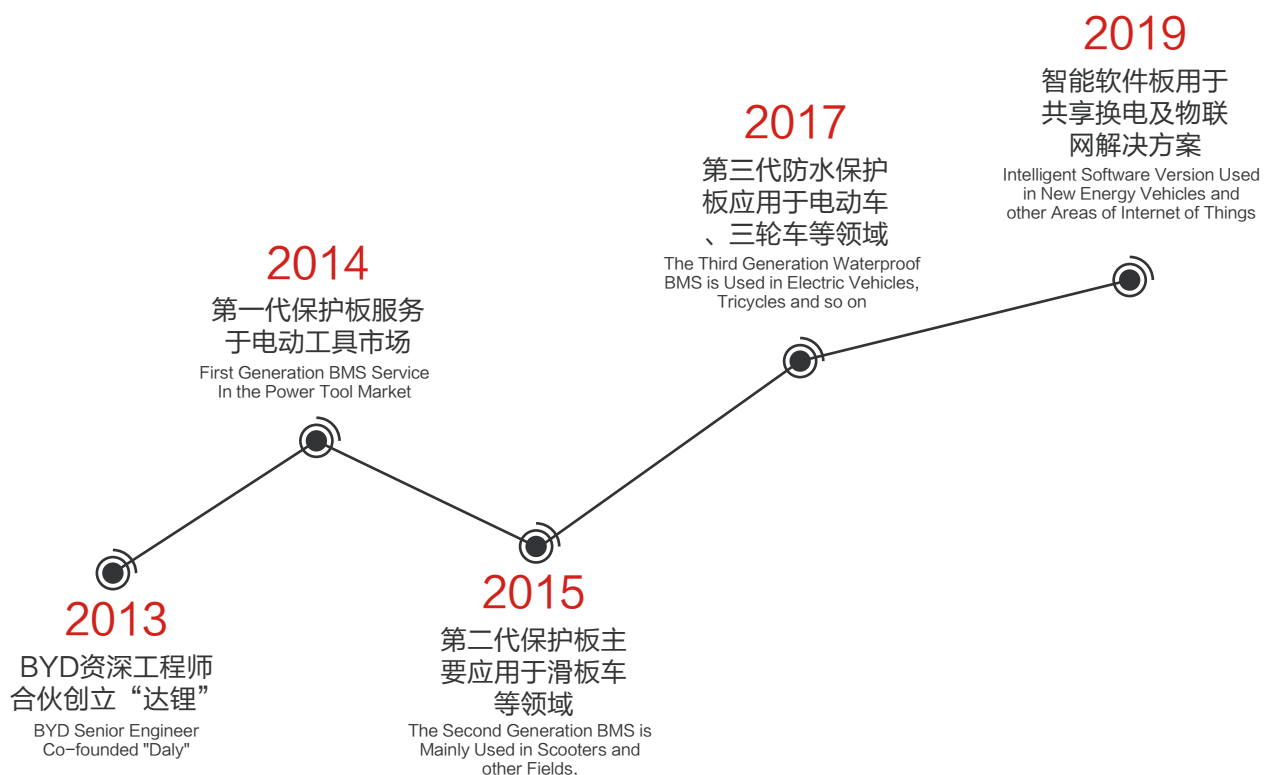 2013
BYD资深工程师
合伙创立“达锂”
BYD Senior Engineer
Co-founded "Daly"
2014
第一代保护板服务
于电动工具市场
First Generation BMS Service
In the Power Tool Market
2015
第二代保护板主
要应用于滑板车
等领域
The Second Generation BMS is
Mainly Used in Scooters and
other Fields.
2017
第三代防水保护
板应用于电动车
、三轮车等领域
The Third Generation Waterproof
BMS is Used in Electric Vehicles,
Tricycles and so on
2019
智能软件板用于
共享换电及物联
网解决方案
Intelligent Software Version Used
in New Energy Vehicles and
other Areas of Internet of Things